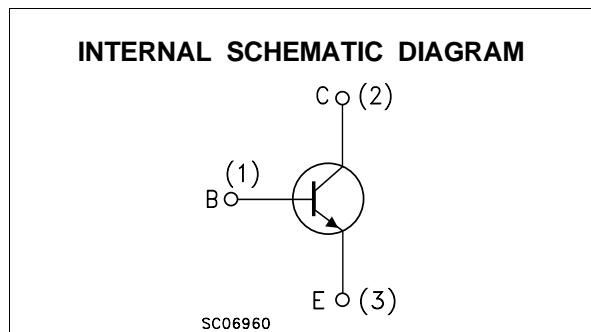 INTERNAL SCHEMATIC DIAGRAM
C (2)
(1)
B
E (3)
SC06960